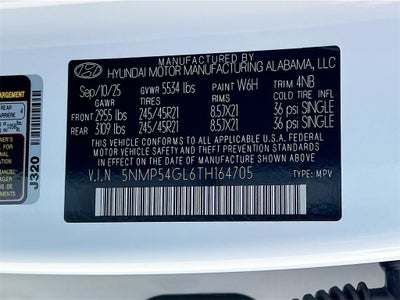 MANUFACTURED BY
HYUNDAI MOTOR MANUFACTURING ALABAMA, LLC
Sep/10/25 GVWR 5534 lbs PAINT W6H TRIM 4NB
GAWR TIRES RIMS COLD TIRE INFL
FRONT 2955 lbs 245/45R21 8.5JX21 36 psi SINGLE
REAR 3109 lbs 245/45R21 8.5JX21 36 psi SINGLE
THIS VEHICLE CONFORMS TO ALL APPLICABLE U.S.A. FEDERAL
MOTOR VEHICLE SAFETY AND THEFT PREVENTION STANDARDS IN
EFFECT ON THE DATE OF MANUFACTURE SHOWN ABOVE.
V.I.N 5NMP54GL6TH164705 TYPE: MPV
REAR
ARRIÈRE 4
J320